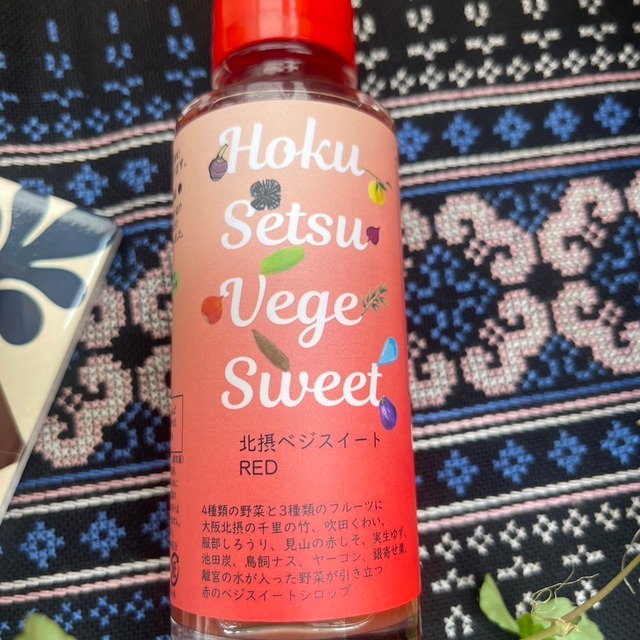 Hoku
Setsu
Vege
Sweet
北摂ベジスイート
RED
4種類の野菜と3種類のフルーツに
大阪北摂の千里の竹、吹田くわい、
服部しろうり、見山の赤しそ、実生ゆず、
池田炭、鳥飼ナス、ヤーコン、銀寄せ栗、
離宮の水が入った野菜が引き立つ
赤のベジスイートシロップ